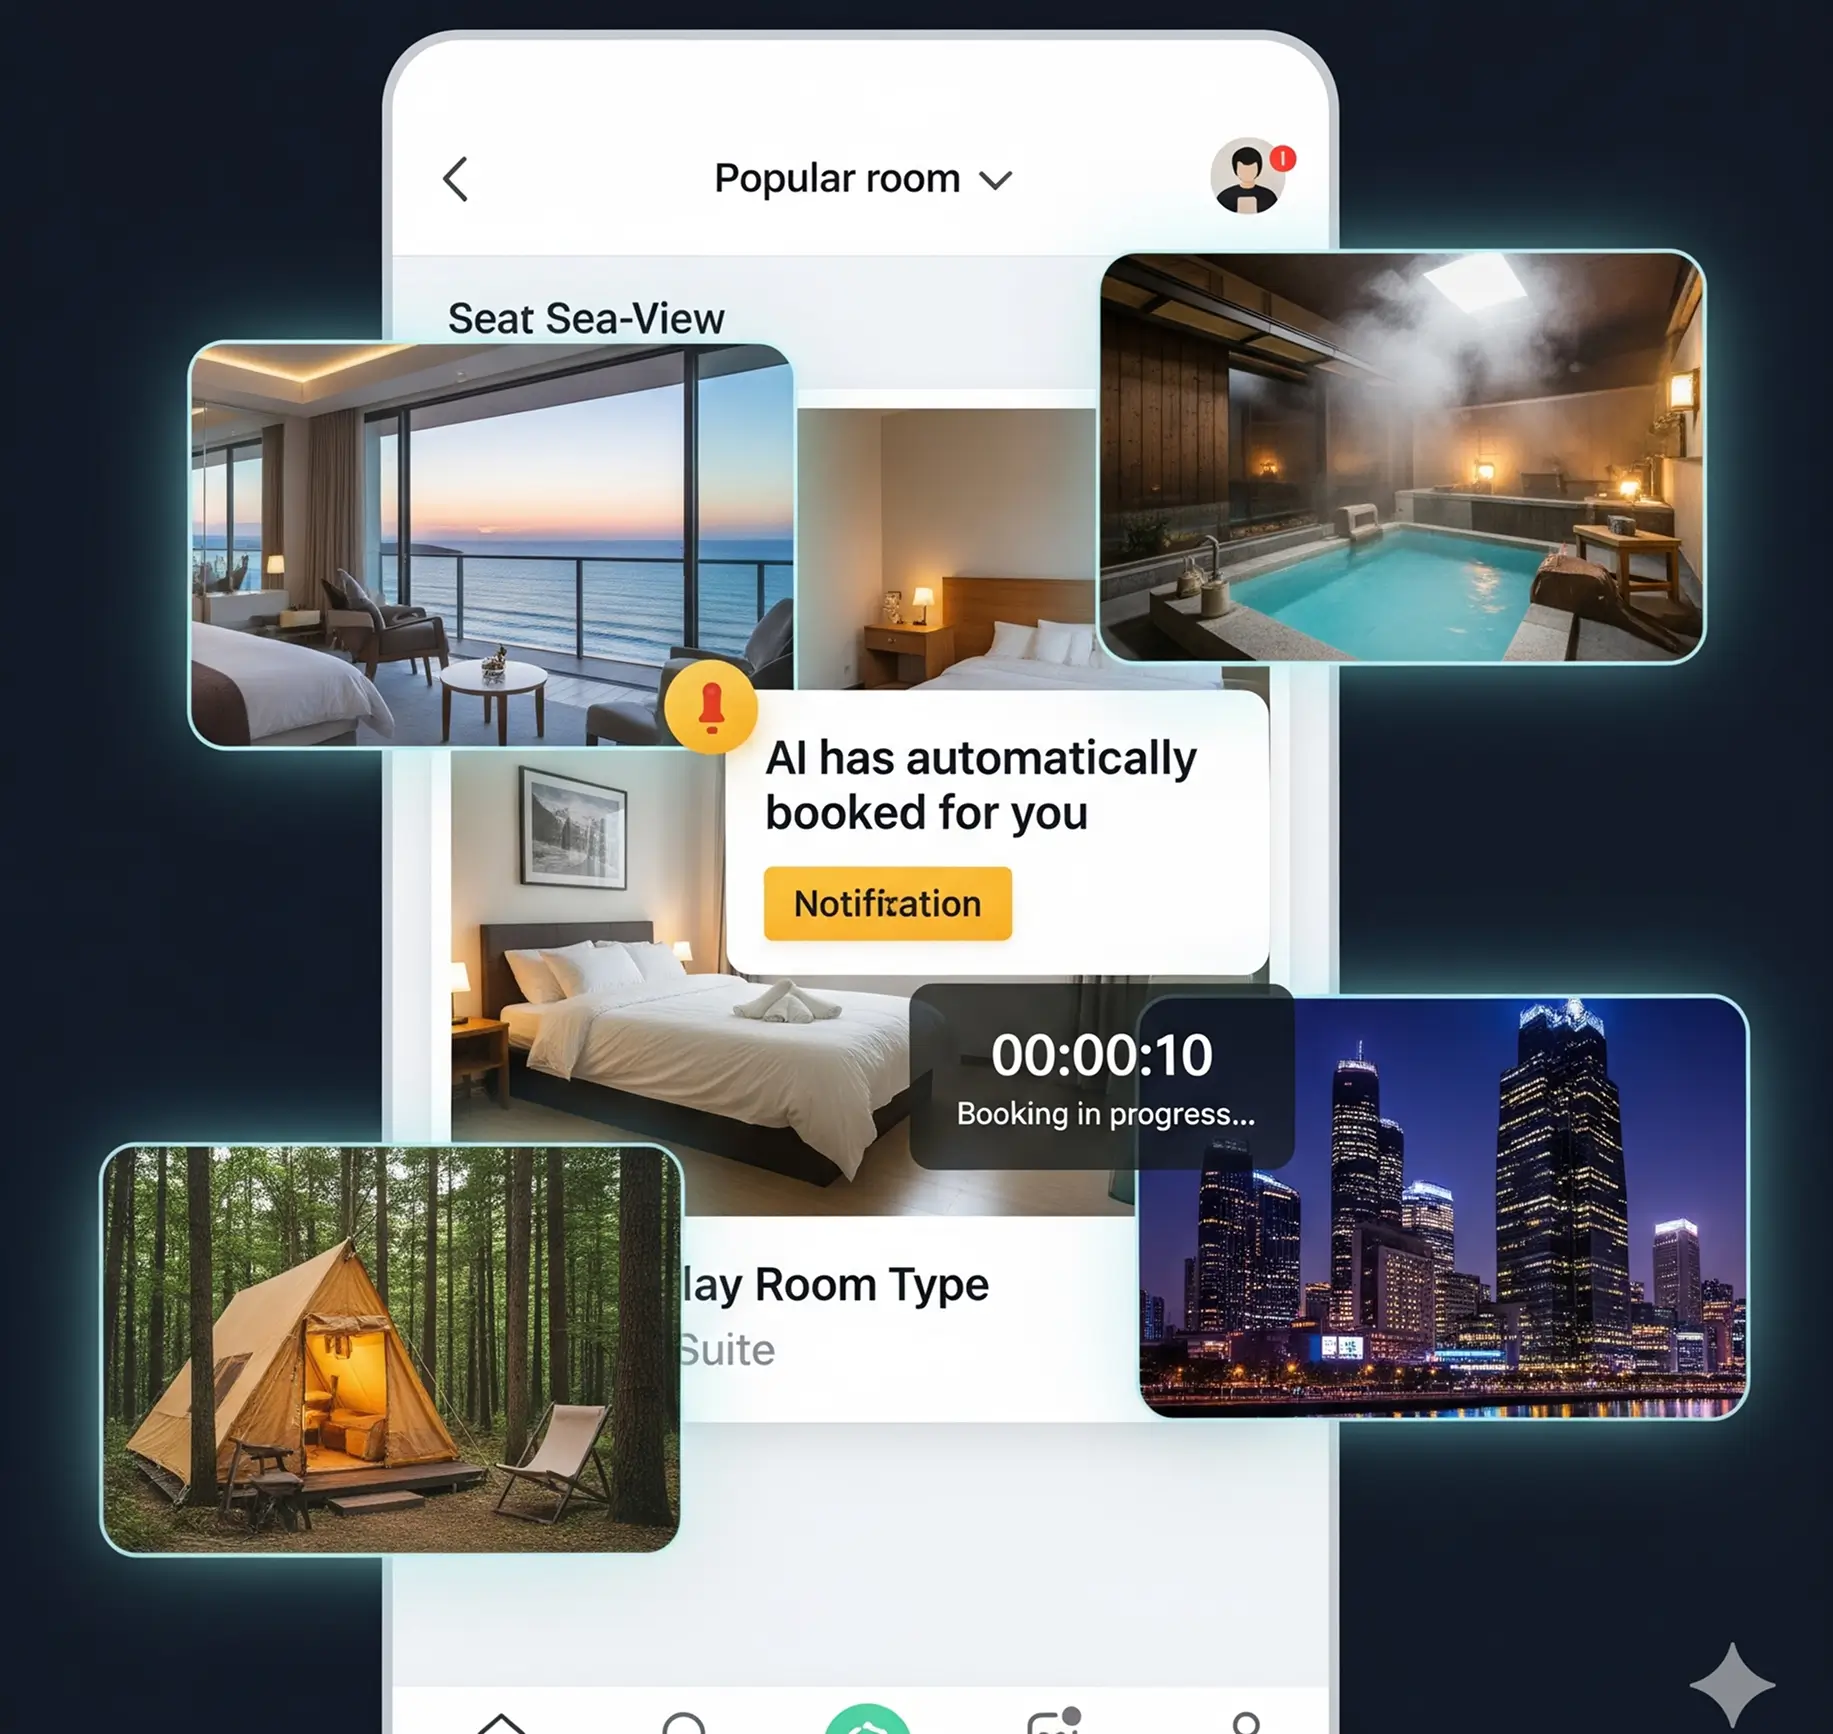 Popular room
Seat Sea-View
AI has automatically
booked for you
00:00:10
Booking in progress...
lay Room Type
Suite